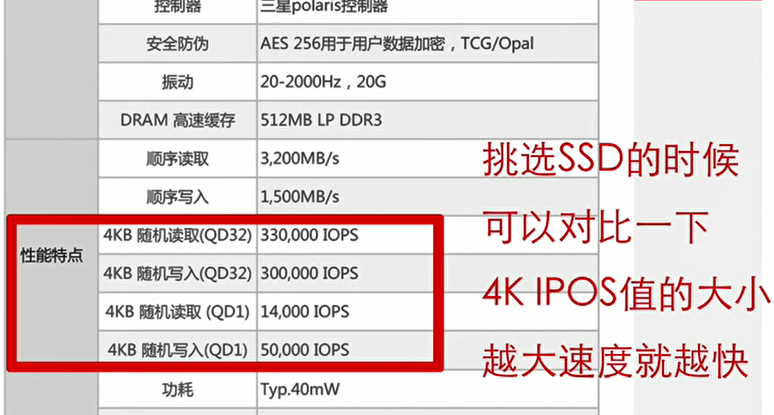 控制器 三星polaris控制器
安全防伪 AES 256用于用户数据加密，TCG/Opal
振动 20-2000Hz，20G
DRAM 高速缓存 512MB LP DDR3
性能特点
顺序读取 3,200MB/s
顺序写入 1,500MB/s
4KB 随机读取(QD32) 330,000 IOPS
4KB 随机写入(QD32) 300,000 IOPS
4KB 随机读取 (QD1) 14,000 IOPS
4KB 随机写入(QD1) 50,000 IOPS
功耗 Typ.40mW
挑选SSD的时候
可以对比一下
4K IPOS值的大小
越大速度就越快